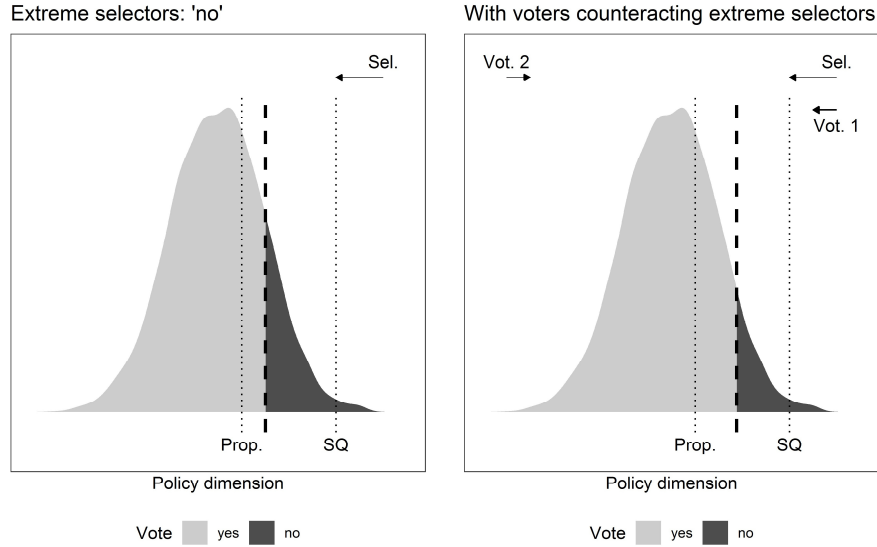 Extreme selectors: 'no'
Sel.
Prop.
SQ
Policy dimension
Vote yes no
With voters counteracting extreme selectors
Vot. 2
Sel.
Vot. 1
Prop.
SQ
Policy dimension
Vote yes no